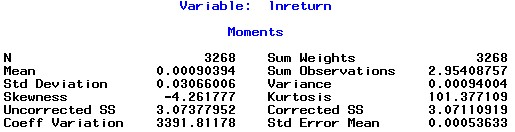 Variable: lnreturn
Moments
N 3268 Sum Weights 3268
Mean 0.00090394 Sum Observations 2.95408757
Std Deviation 0.03066006 Variance 0.00094004
Skewness -4.261777 Kurtosis 101.377109
Uncorrected SS 3.07377952 Corrected SS 3.07110919
Coeff Variation 3391.81178 Std Error Mean 0.00053633